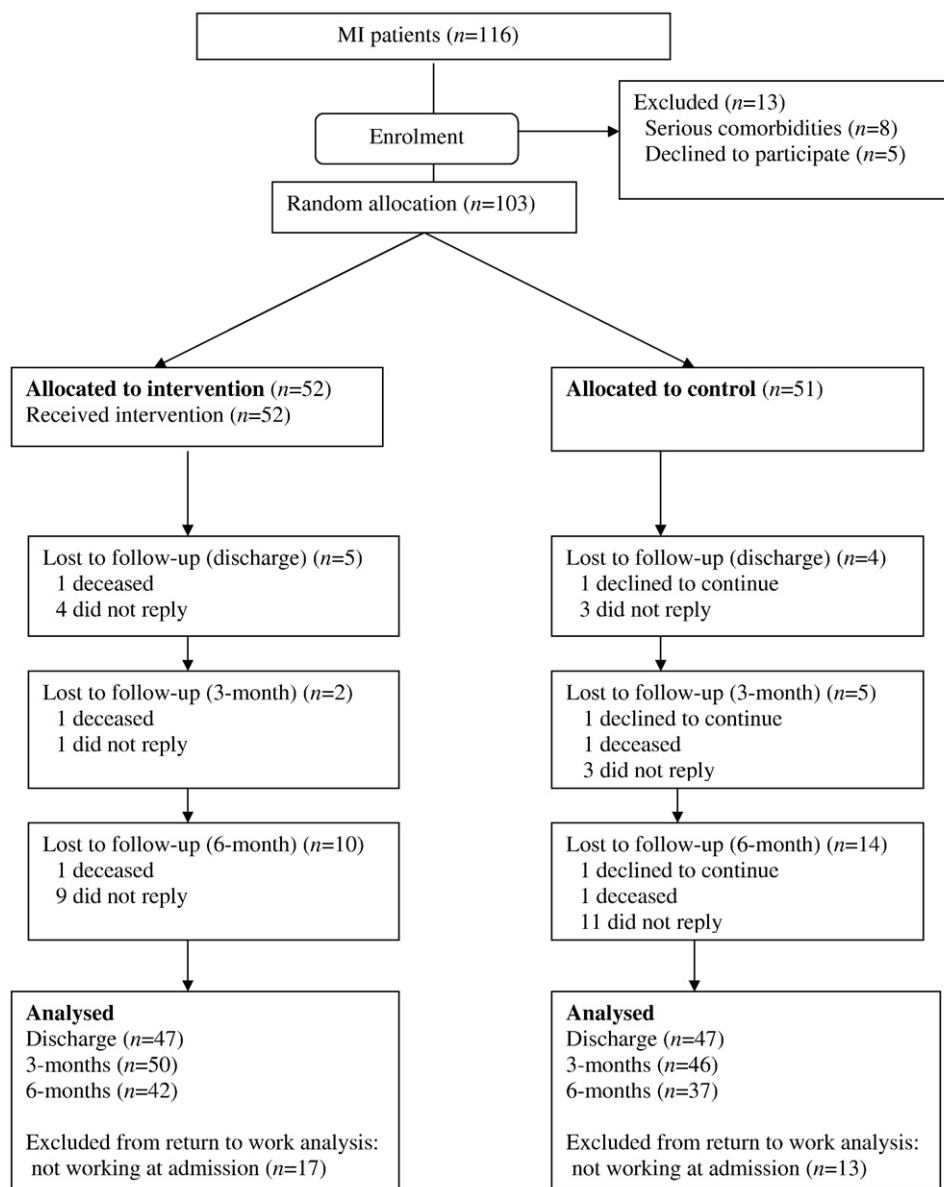 MI patients (n=116)
Excluded (n=13)
Serious comorbidities (n=8)
Declined to participate (n=5)
Enrolment
Random allocation (n=103)
Allocated to intervention (n=52)
Received intervention (n=52)
Allocated to control (n=51)
Lost to follow-up (discharge) (n=5)
1 deceased
4 did not reply
Lost to follow-up (discharge) (n=4)
1 declined to continue
3 did not reply
Lost to follow-up (3-month) (n=2)
1 deceased
1 did not reply
Lost to follow-up (3-month) (n=5)
1 declined to continue
1 deceased
3 did not reply
Lost to follow-up (6-month) (n=10)
1 deceased
9 did not reply
Lost to follow-up (6-month) (n=14)
1 declined to continue
1 deceased
11 did not reply
Analysed
Discharge (n=47)
3-months (n=50)
6-months (n=42)
Excluded from return to work analysis:
not working at admission (n=17)
Analysed
Discharge (n=47)
3-months (n=46)
6-months (n=37)
Excluded from return to work analysis:
not working at admission (n=13)